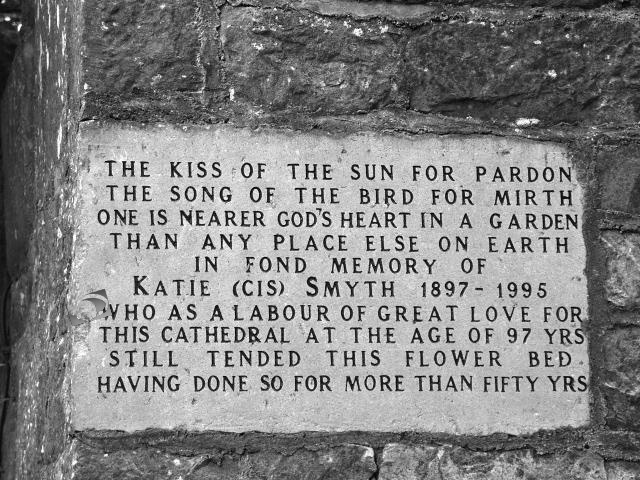 THE KISS OF THE SUN FOR PARDON
THE SONG OF THE BIRD FOR MIRTH
ONE IS NEARER GOD'S HEART IN A GARDEN
THAN ANY PLACE ELSE ON EARTH
IN FOND MEMORY OF
KATIE (CIS) SMYTH 1897-1995
WHO AS A LABOUR OF GREAT LOVE FOR
THIS CATHEDRAL AT THE AGE OF 97 YRS
STILL TENDED THIS FLOWER BED
HAVING DONE SO FOR MORE THAN FIFTY YRS